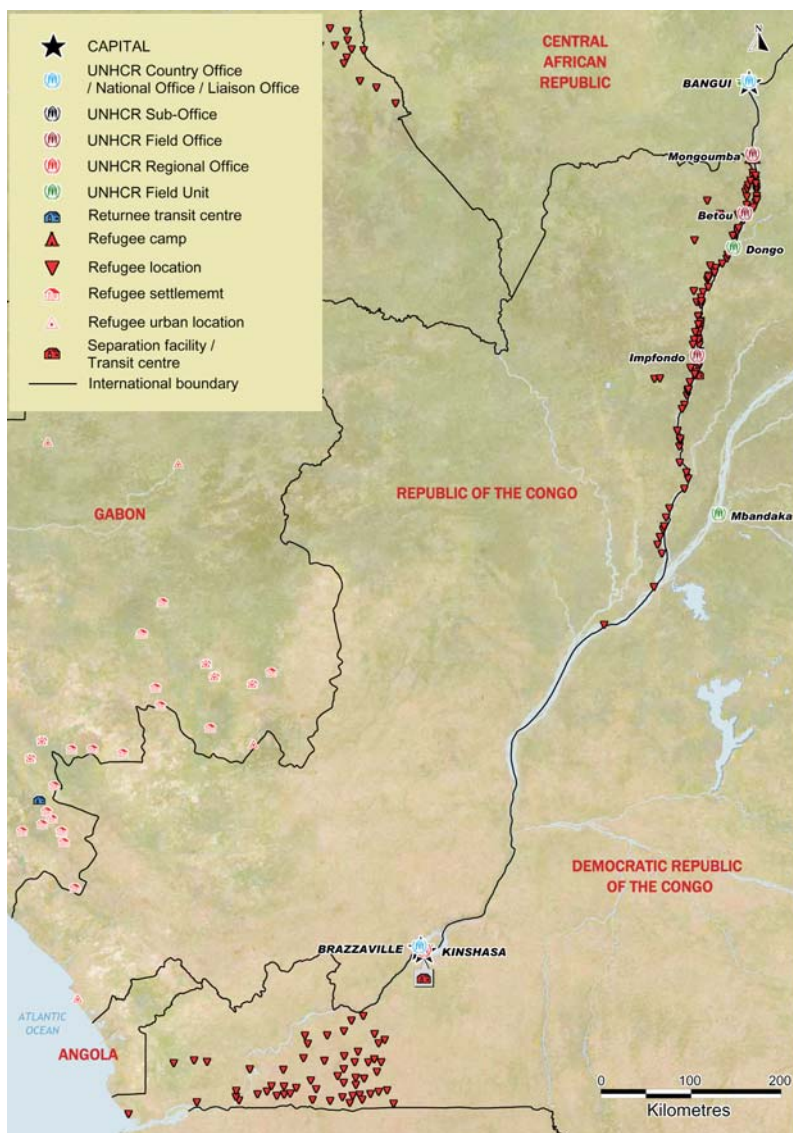 CAPITAL
UNHCR Country Office
/ National Office / Liaison Office
UNHCR Sub-Office
UNHCR Field Office
UNHCR Regional Office
UNHCR Field Unit
Returnee transit centre
Refugee camp
Refugee location
Refugee settlememt
Refugee urban location
Separation facility /
Transit centre
International boundary
CENTRAL
AFRICAN
REPUBLIC
N
BANGUI
Mongoumba
Betou
Dongo
Impfondo
GABON
REPUBLIC OF THE CONGO
Mbandaka
DEMOCRATIC REPUBLIC
OF THE CONGO
BRAZZAVILLE
KINSHASA
ATLANTIC
OCEAN
ANGOLA
0 100 200
Kilometres